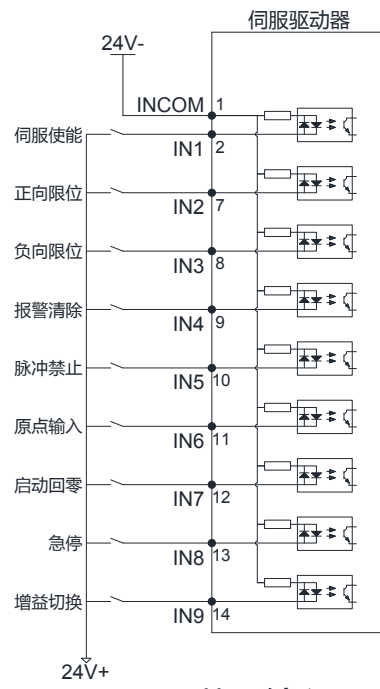 伺服驱动器
24V-
INCOM 1
伺服使能 IN1 2
正向限位 IN2 7
负向限位 IN3 8
报警清除 IN4 9
脉冲禁止 IN5 10
原点输入 IN6 11
启动回零 IN7 12
急停 IN8 13
增益切换 IN9 14
24V+